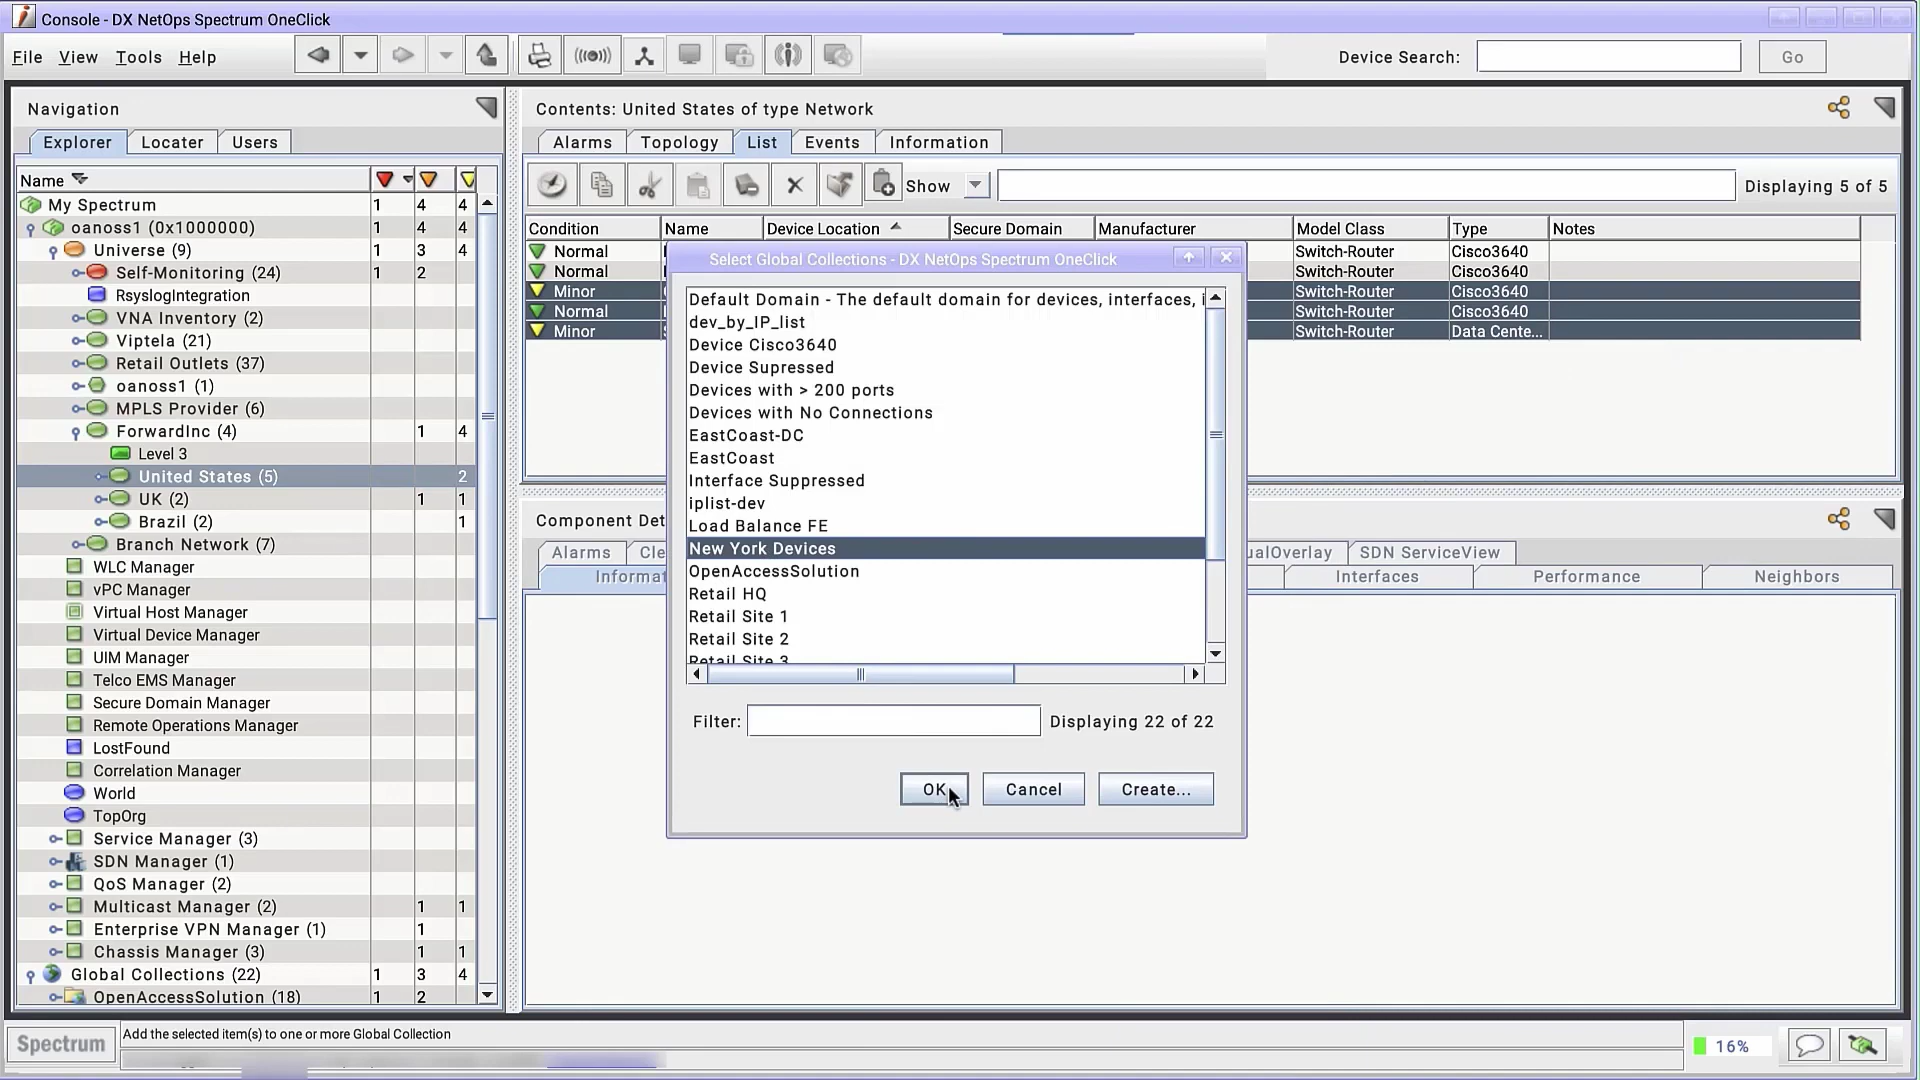 Console - DX NetOps Spectrum OneClick
File View Tools Help
Device Search: Go
Navigation
Explorer Locater Users
Name
My Spectrum 1 4 4
oanoss1 (0x1000000) 1 4 4
Universe (9) 1 3 4
Self-Monitoring (24) 1 2
RsyslogIntegration
VNA Inventory (2)
Viptela (21)
Retail Outlets (37)
oanoss1 (1)
MPLS Provider (6)
ForwardInc (4) 1 4
Level 3
United States (5) 2
UK (2) 1 1
Brazil (2) 1
Branch Network (7)
WLC Manager
vPC Manager
Virtual Host Manager
Virtual Device Manager
UIM Manager
Telco EMS Manager
Secure Domain Manager
Remote Operations Manager
LostFound
Correlation Manager
World
TopOrg
Service Manager (3)
SDN Manager (1)
QoS Manager (2)
Multicast Manager (2) 1 1
Enterprise VPN Manager (1) 1
Chassis Manager (3) 1 1
Global Collections (22) 1 3 4
OpenAccessSolution (18) 1 2
Contents: United States of type Network
Alarms Topology List Events Information
Show Displaying 5 of 5
Condition Name Device Location Secure Domain Manufacturer Model Class Type Notes
Normal Switch-Router Cisco3640
Normal Switch-Router Cisco3640
Minor Switch-Router Cisco3640
Normal Switch-Router Cisco3640
Minor Switch-Router Data Cente...
Component Det
Alarms Cle ualOverlay SDN ServiceView
Informat Interfaces Performance Neighbors
Select Global Collections - DX NetOps Spectrum OneClick
Default Domain - The default domain for devices, interfaces, i
dev_by_IP_list
Device Cisco3640
Device Supressed
Devices with > 200 ports
Devices with No Connections
EastCoast-DC
EastCoast
Interface Suppressed
iplist-dev
Load Balance FE
New York Devices
OpenAccessSolution
Retail HQ
Retail Site 1
Retail Site 2
Retail Site 3
Filter: Displaying 22 of 22
OK Cancel Create...
Spectrum
Add the selected item(s) to one or more Global Collection
16%